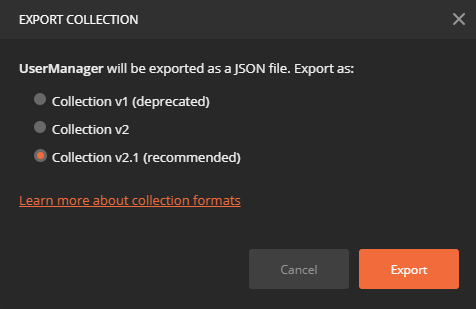 EXPORT COLLECTION
UserManager will be exported as a JSON file. Export as:
Collection v1 (deprecated)
Collection v2
Collection v2.1 (recommended)
Learn more about collection formats
Cancel
Export